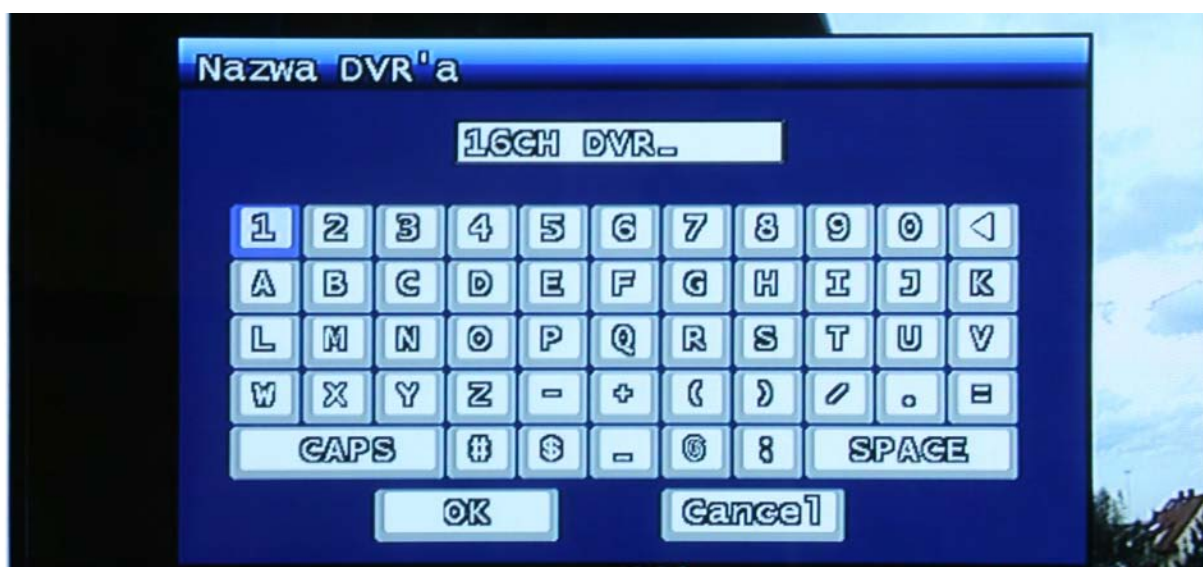 Nazwa DVR'a
16CH DVR_
1 2 3 4 5 6 7 8 9 0 ◁
A B C D E F G H I J K
L M N O P Q R S T U V
W X Y Z - + ( ) / . =
CAPS # $ _ @ : SPACE
OK Cancel